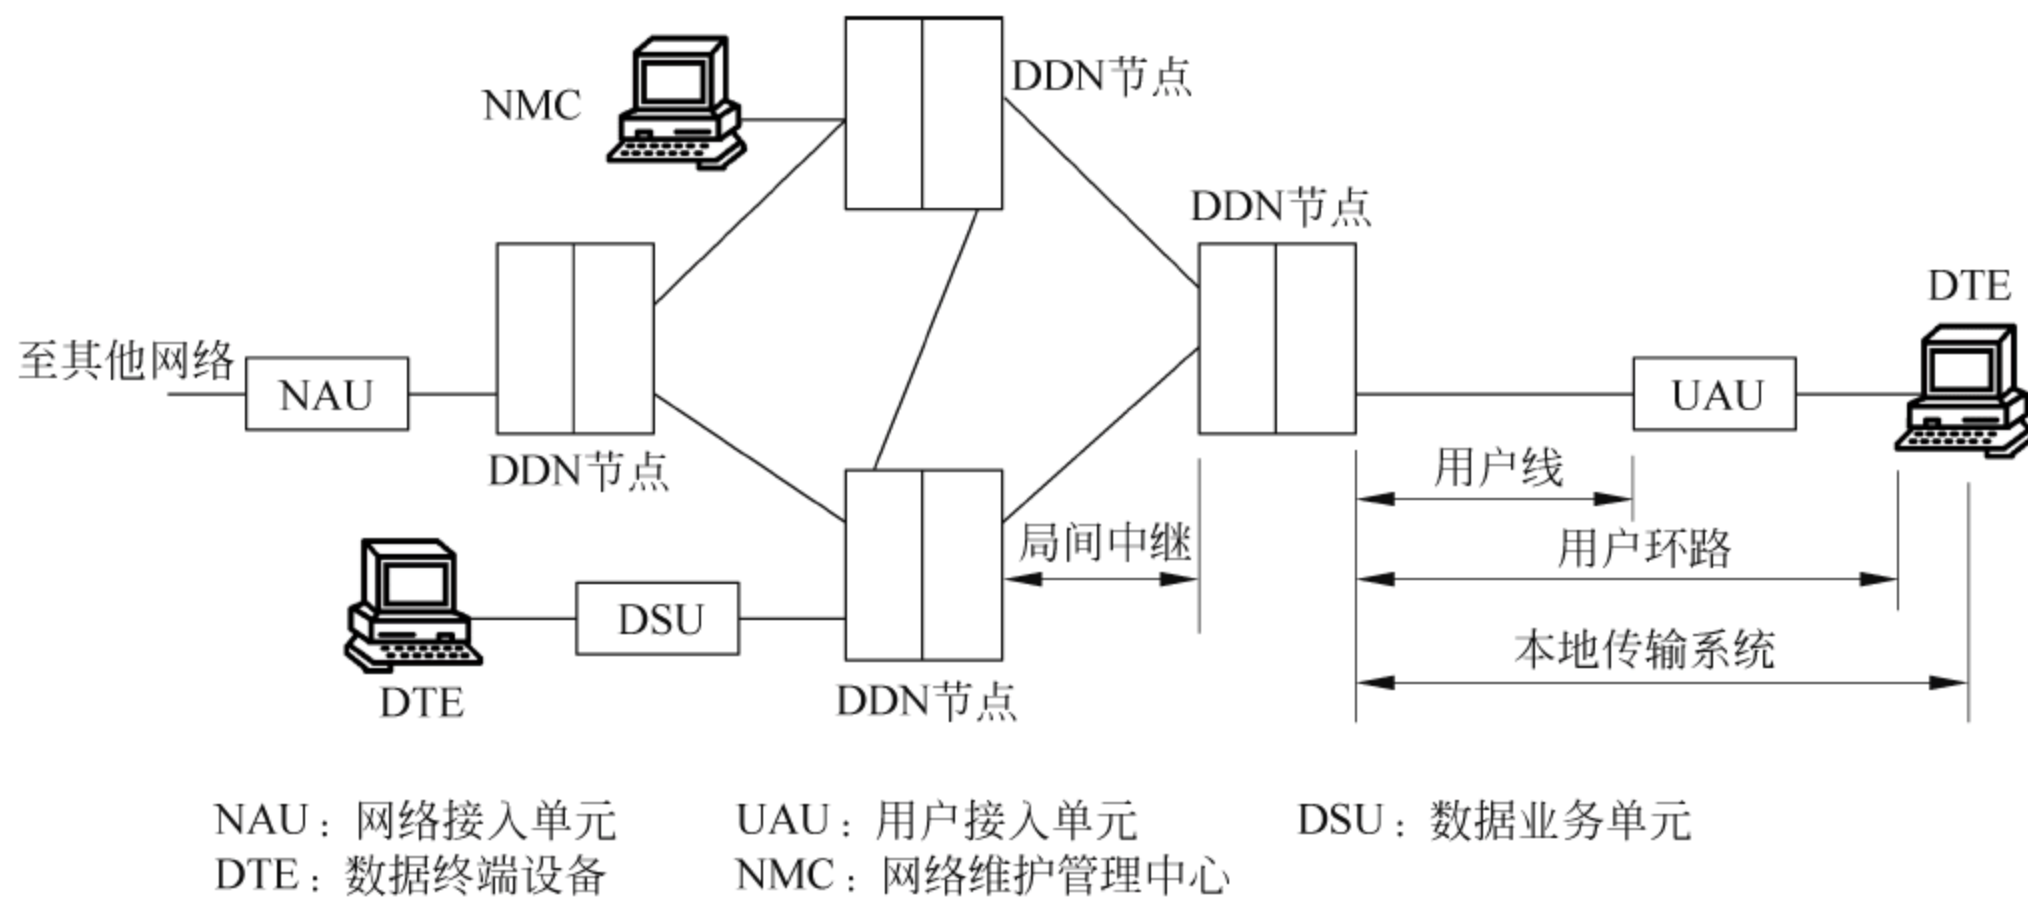 NMC
DDN节点
DDN节点
DTE
至其他网络
NAU
UAU
DDN节点
用户线
局间中继
用户环路
DSU
本地传输系统
DTE
DDN节点
NAU：网络接入单元
UAU：用户接入单元
DSU：数据业务单元
DTE：数据终端设备
NMC：网络维护管理中心